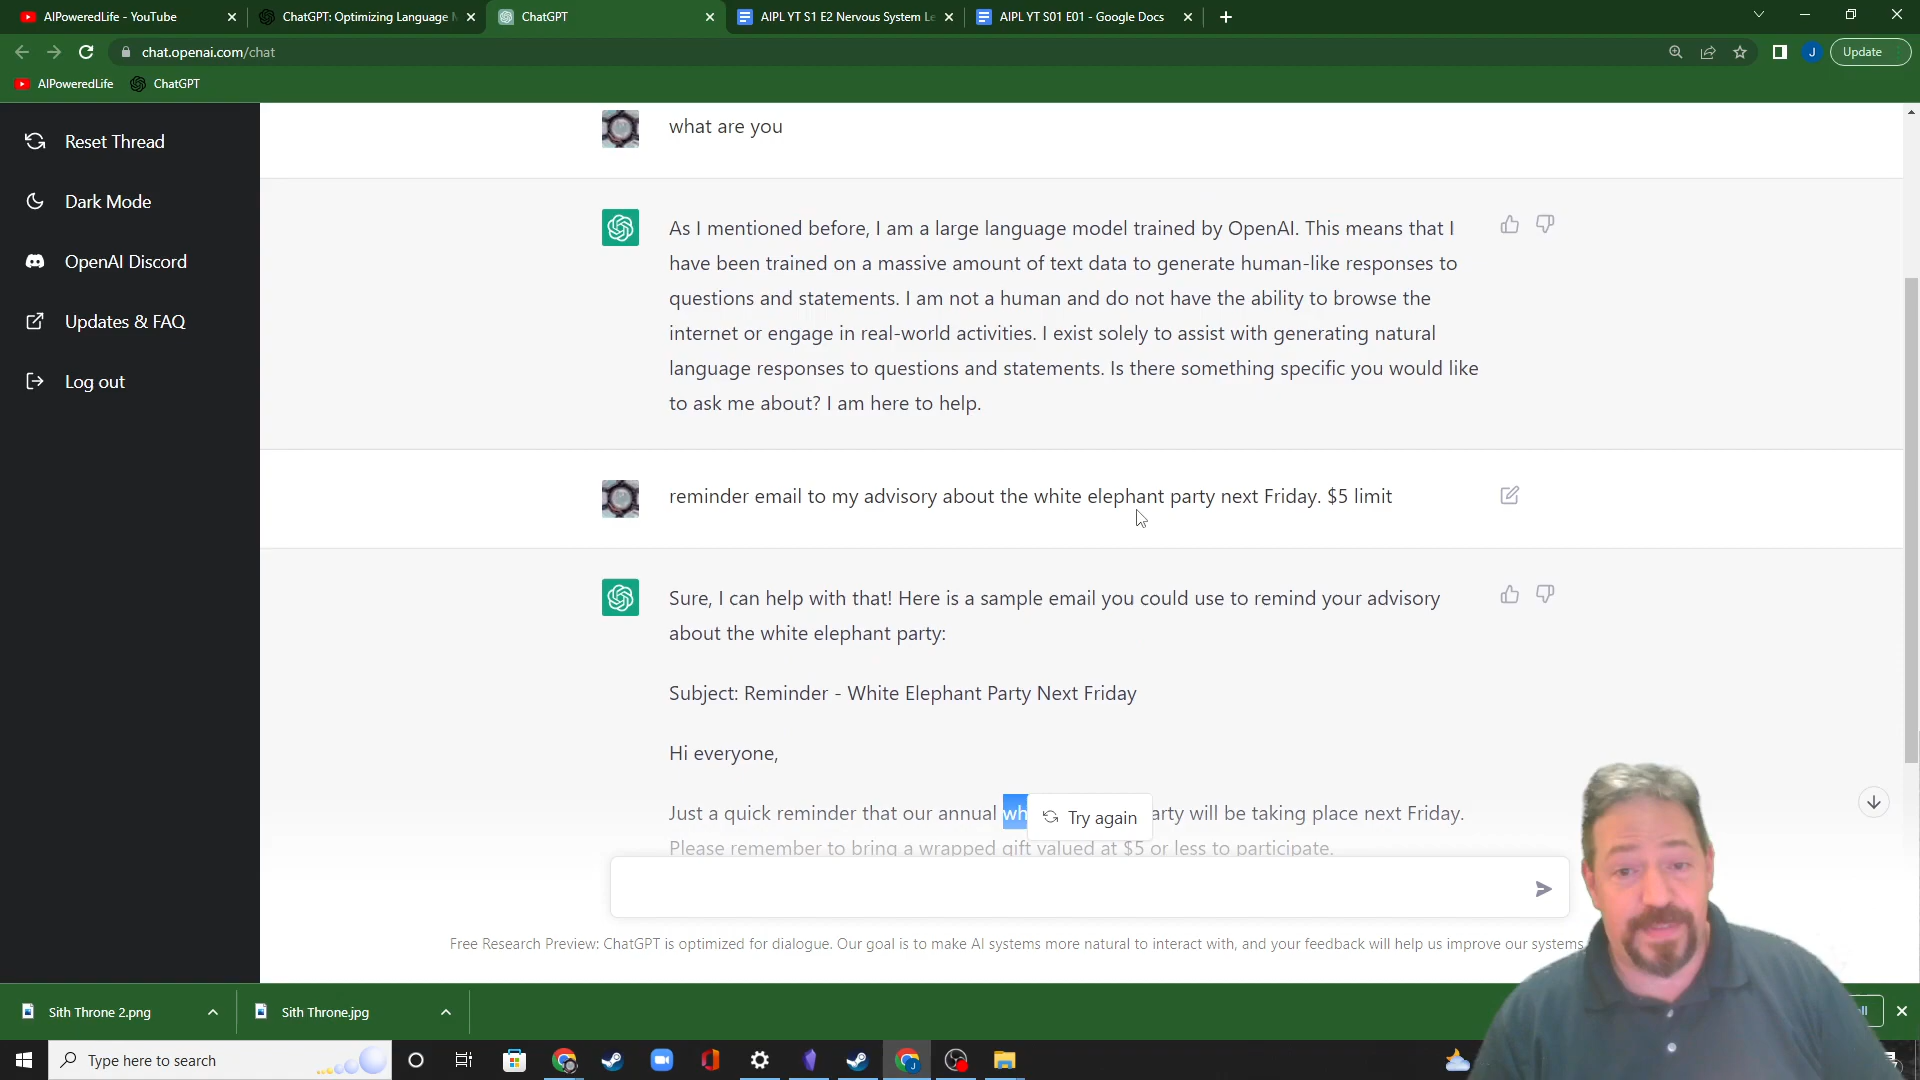 AIPoweredLife - YouTube
ChatGPT: Optimizing Language
ChatGPT
AIPL YT S1 E2 Nervous System Le
AIPL YT S01 E01 - Google Docs
chat.openai.com/chat
J
Update
AIPoweredLife
ChatGPT
Reset Thread
Dark Mode
OpenAI Discord
Updates & FAQ
Log out
what are you
As I mentioned before, I am a large language model trained by OpenAI. This means that I
have been trained on a massive amount of text data to generate human-like responses to
questions and statements. I am not a human and do not have the ability to browse the
internet or engage in real-world activities. I exist solely to assist with generating natural
language responses to questions and statements. Is there something specific you would like
to ask me about? I am here to help.
reminder email to my advisory about the white elephant party next Friday. $5 limit
Sure, I can help with that! Here is a sample email you could use to remind your advisory
about the white elephant party:
Subject: Reminder - White Elephant Party Next Friday
Hi everyone,
Just a quick reminder that our annual wh
Try again
arty will be taking place next Friday.
Please remember to bring a wrapped gift valued at $5 or less to participate.
Free Research Preview: ChatGPT is optimized for dialogue. Our goal is to make AI systems more natural to interact with, and your feedback will help us improve our systems
Sith Throne 2.png
Sith Throne.jpg
Type here to search